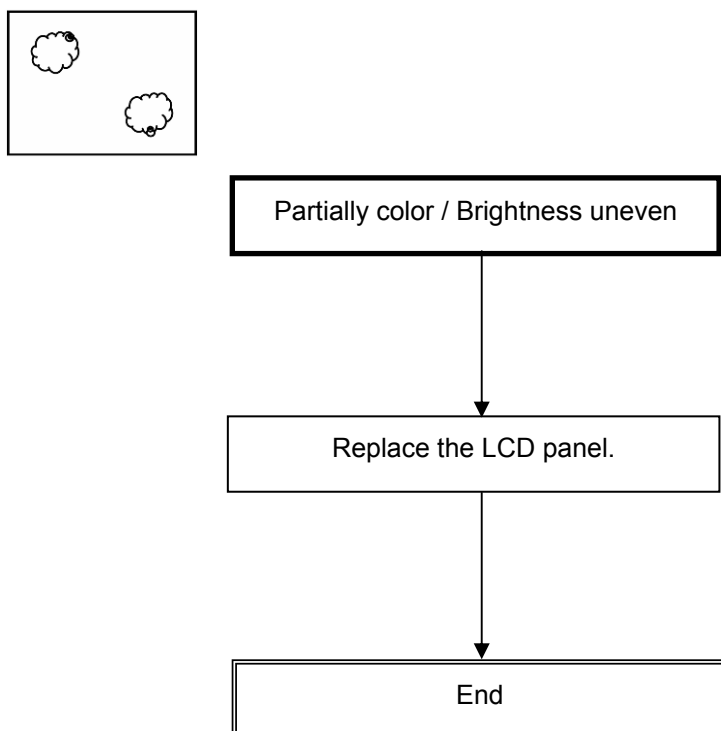 Partially color / Brightness uneven
Replace the LCD panel.
End